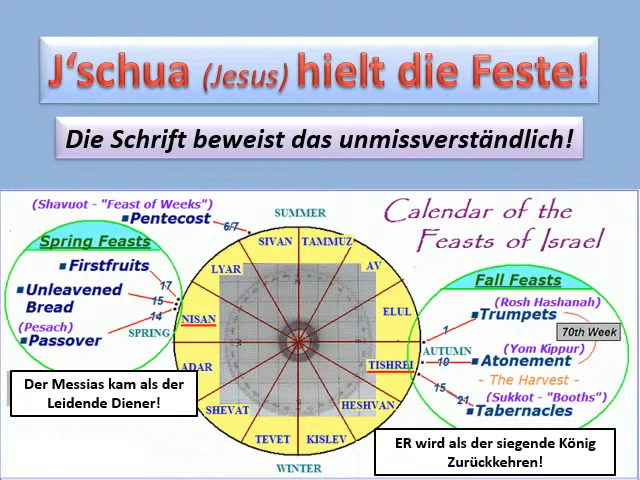 J‘schua (Jesus) hielt die Feste!
Die Schrift beweist das unmissverständlich!
Calendar of the
Feasts of Israel
(Shavuot - "Feast of Weeks")
Pentecost
6/7
Spring Feasts
Firstfruits
17
Unleavened
Bread
15
14
(Pesach)
Passover
SUMMER
SPRING
AUTUMN
WINTER
SIVAN
TAMMUZ
AV
ELUL
TISHREI
HESHVAN
KISLEV
TEVET
SHEVAT
ADAR
NISAN
LYAR
Fall Feasts
(Rosh Hashanah)
1
Trumpets
70th Week
(Yom Kippur)
10
Atonement
- The Harvest -
(Sukkot - "Booths")
15
21
Tabernacles
Der Messias kam als der
Leidende Diener!
ER wird als der siegende König
Zurückkehren!